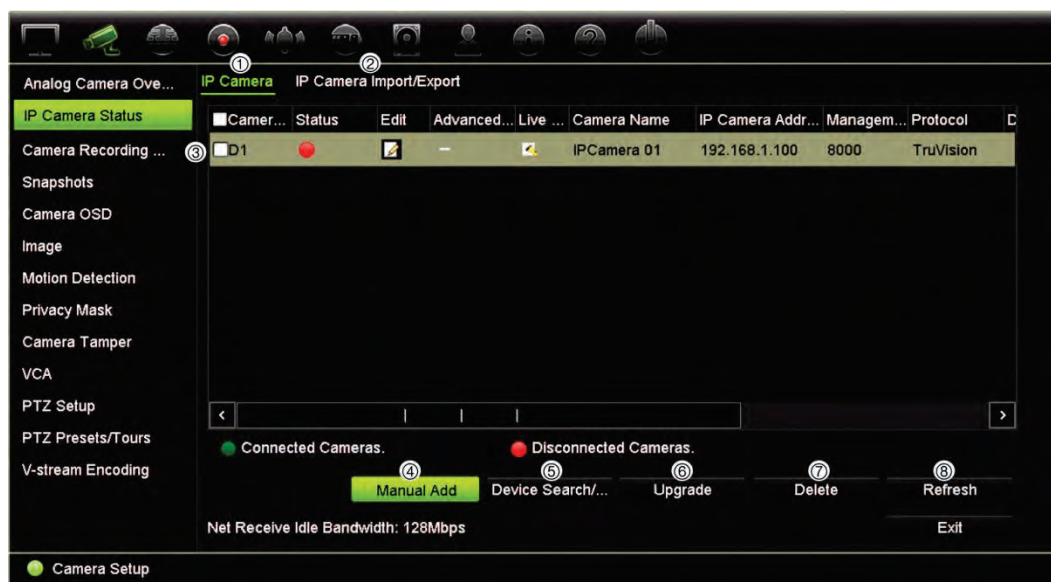 ① ②
Analog Camera Ove... IP Camera IP Camera Import/Export
IP Camera Status Camer... Status Edit Advanced... Live ... Camera Name IP Camera Addr... Managem... Protocol D
Camera Recording ... ③ D1 IPCamera 01 192.168.1.100 8000 TruVision
Snapshots
Camera OSD
Image
Motion Detection
Privacy Mask
Camera Tamper
VCA
PTZ Setup
PTZ Presets/Tours Connected Cameras. Disconnected Cameras.
V-stream Encoding ④ ⑤ ⑥ ⑦ ⑧
Manual Add Device Search/... Upgrade Delete Refresh
Net Receive Idle Bandwidth: 128Mbps Exit
Camera Setup